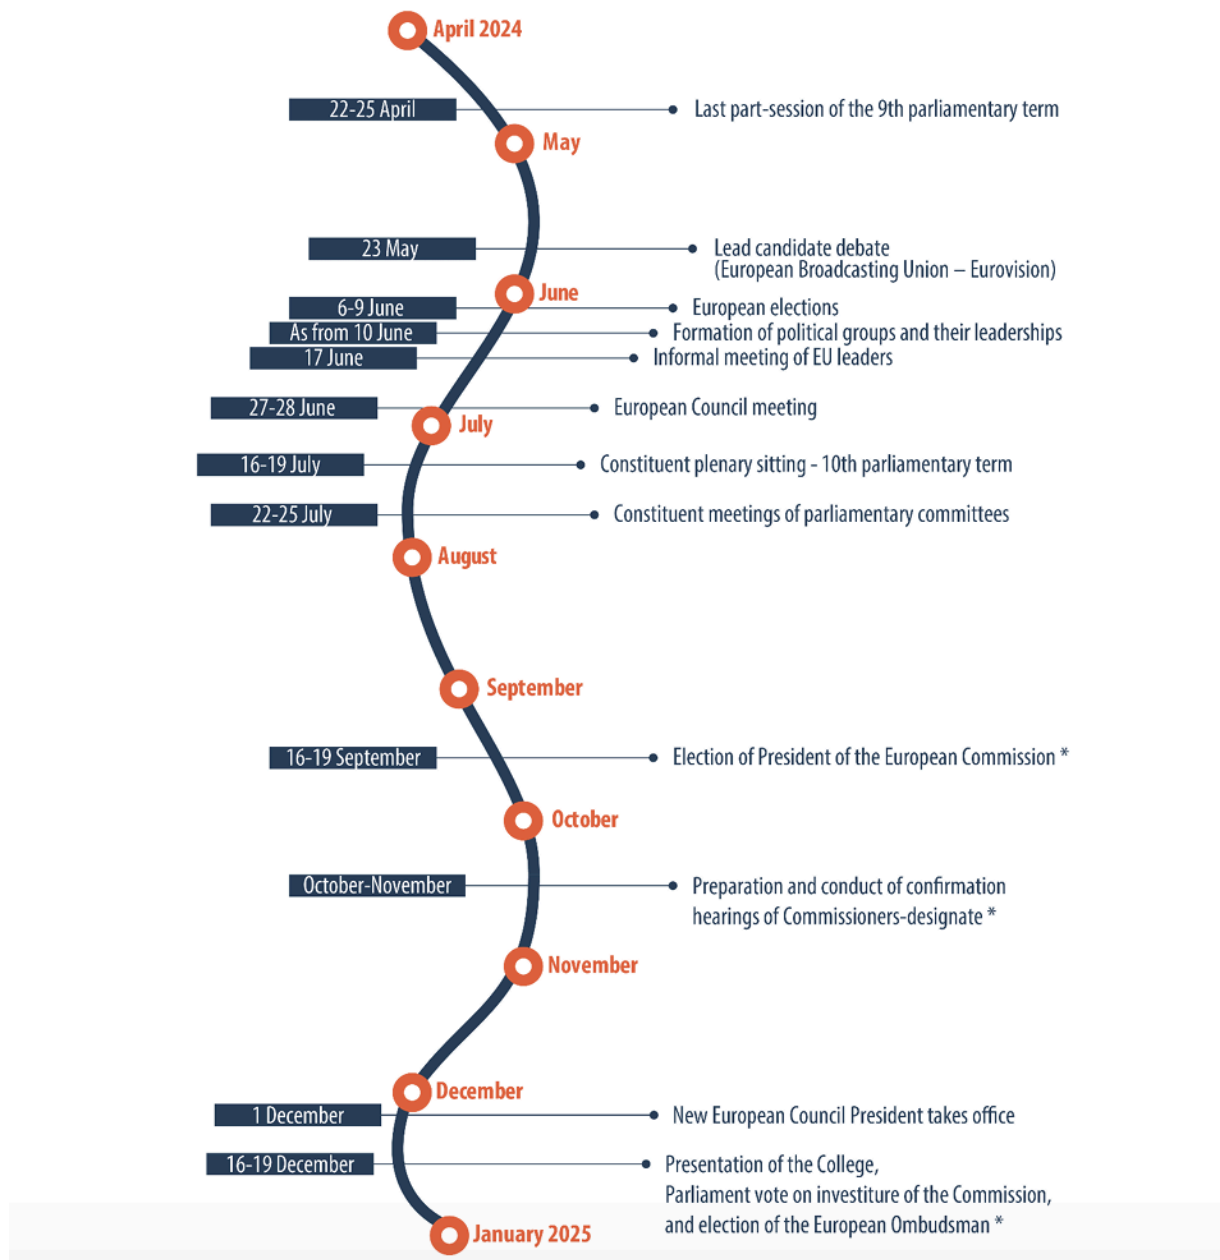 April 2024
22-25 April
Last part-session of the 9th parliamentary term
May
23 May
Lead candidate debate
(European Broadcasting Union – Eurovision)
June
6-9 June
European elections
As from 10 June
Formation of political groups and their leaderships
17 June
Informal meeting of EU leaders
27-28 June
European Council meeting
July
16-19 July
Constituent plenary sitting - 10th parliamentary term
22-25 July
Constituent meetings of parliamentary committees
August
September
16-19 September
Election of President of the European Commission *
October
October-November
Preparation and conduct of confirmation
hearings of Commissioners-designate *
November
December
1 December
New European Council President takes office
16-19 December
Presentation of the College,
Parliament vote on investiture of the Commission,
and election of the European Ombudsman *
January 2025